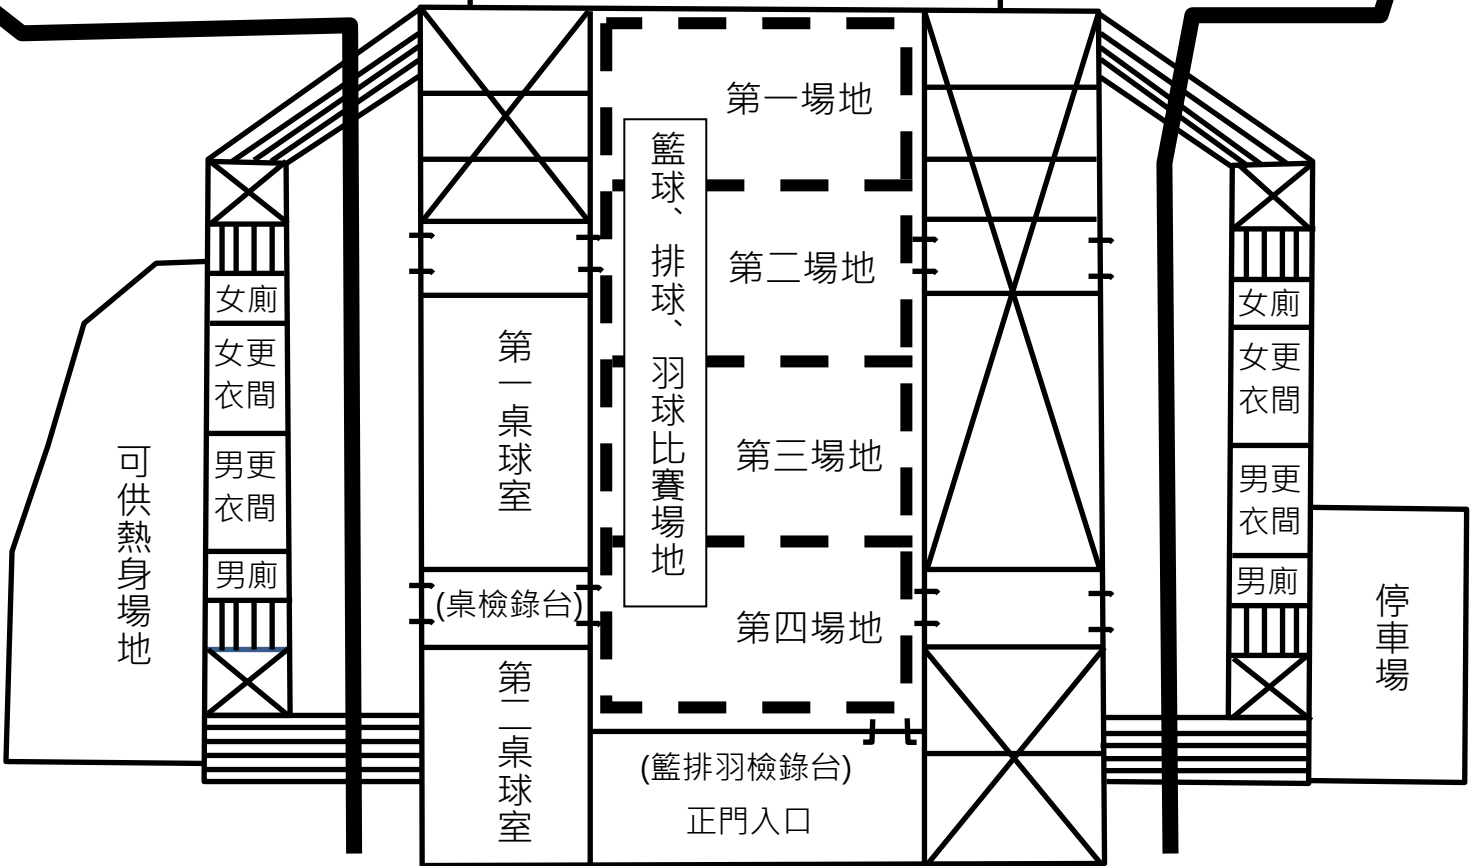 第一場地
籃球、排球、羽球比賽場地
第二場地
第三場地
第四場地
女廁
女更
衣間
男更
衣間
男廁
可供熱身場地
第一桌球室
(桌檢錄台)
第二桌球室
(籃排羽檢錄台)
正門入口
女廁
女更
衣間
男更
衣間
男廁
停車場